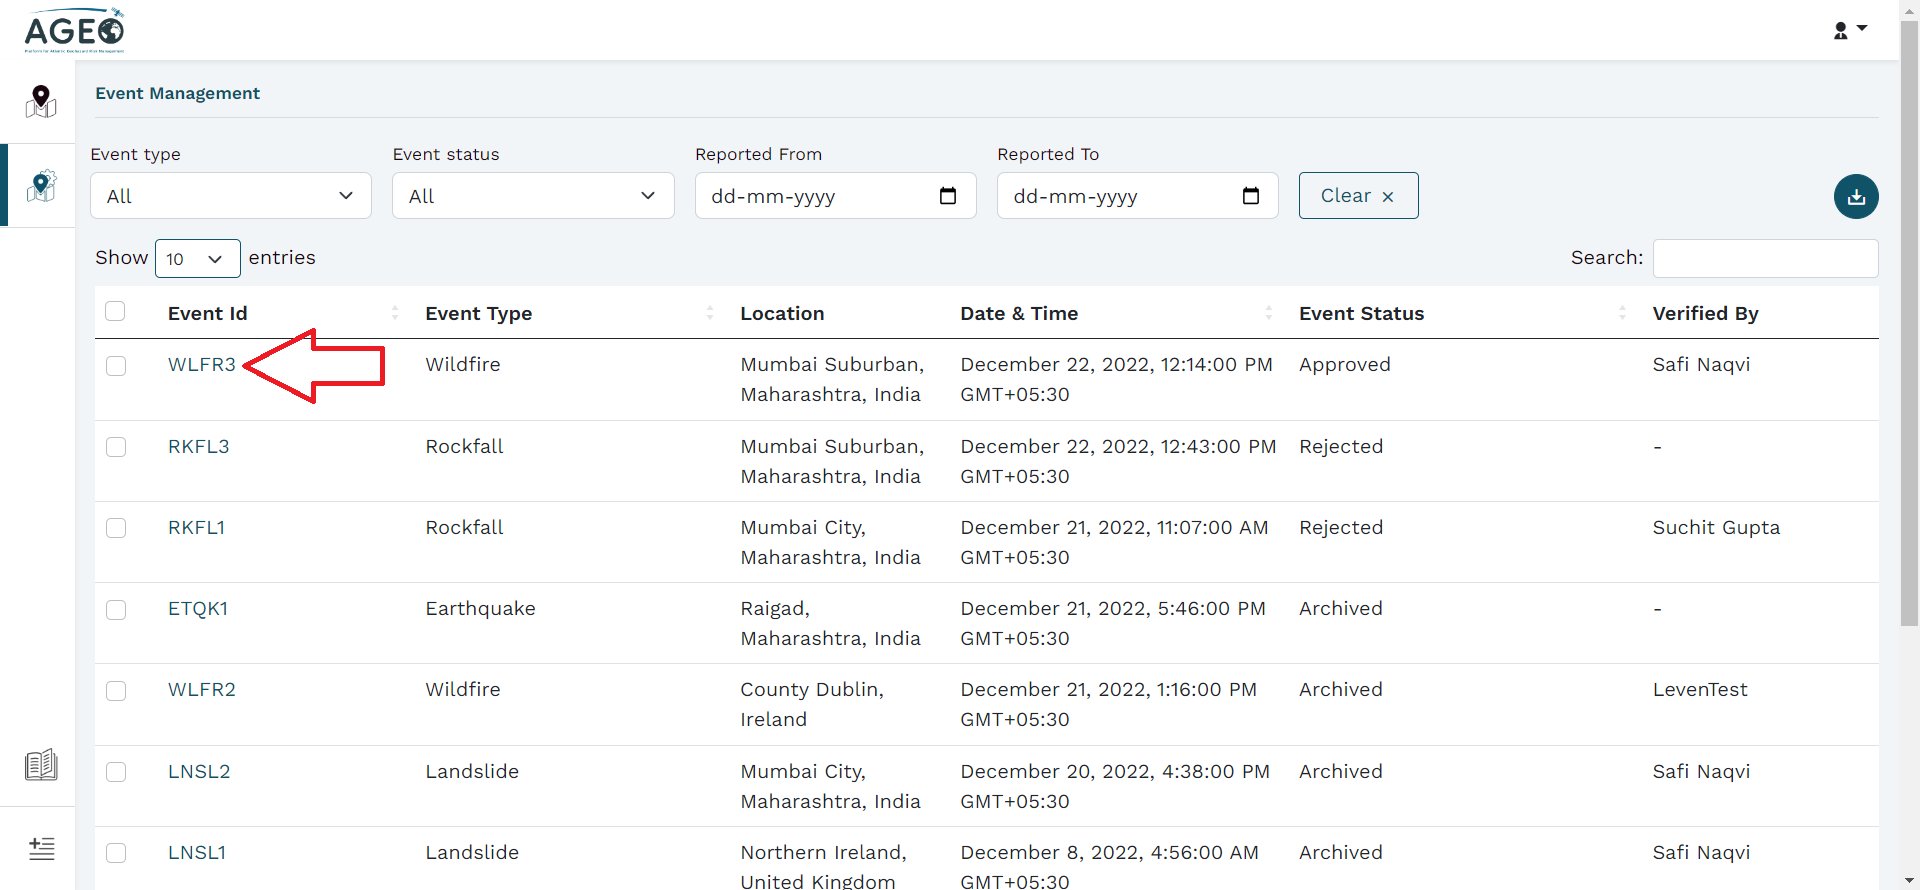 AGEO
Platform for Atlantic Geohazard Risk Management
Event Management
Event type
Event status
Reported From
Reported To
All
All
dd-mm-yyyy
dd-mm-yyyy
Clear ×
Show 10 entries
Search:
Event Id Event Type Location Date & Time Event Status Verified By
WLFR3 Wildfire Mumbai Suburban, December 22, 2022, 12:14:00 PM Approved Safi Naqvi
Maharashtra, India GMT+05:30
RKFL3 Rockfall Mumbai Suburban, December 22, 2022, 12:43:00 PM Rejected -
Maharashtra, India GMT+05:30
RKFL1 Rockfall Mumbai City, December 21, 2022, 11:07:00 AM Rejected Suchit Gupta
Maharashtra, India GMT+05:30
ETQK1 Earthquake Raigad, December 21, 2022, 5:46:00 PM Archived -
Maharashtra, India GMT+05:30
WLFR2 Wildfire County Dublin, December 21, 2022, 1:16:00 PM Archived LevenTest
Ireland GMT+05:30
LNSL2 Landslide Mumbai City, December 20, 2022, 4:38:00 PM Archived Safi Naqvi
Maharashtra, India GMT+05:30
LNSL1 Landslide Northern Ireland, December 8, 2022, 4:56:00 AM Archived Safi Naqvi
United Kingdom GMT+05:30